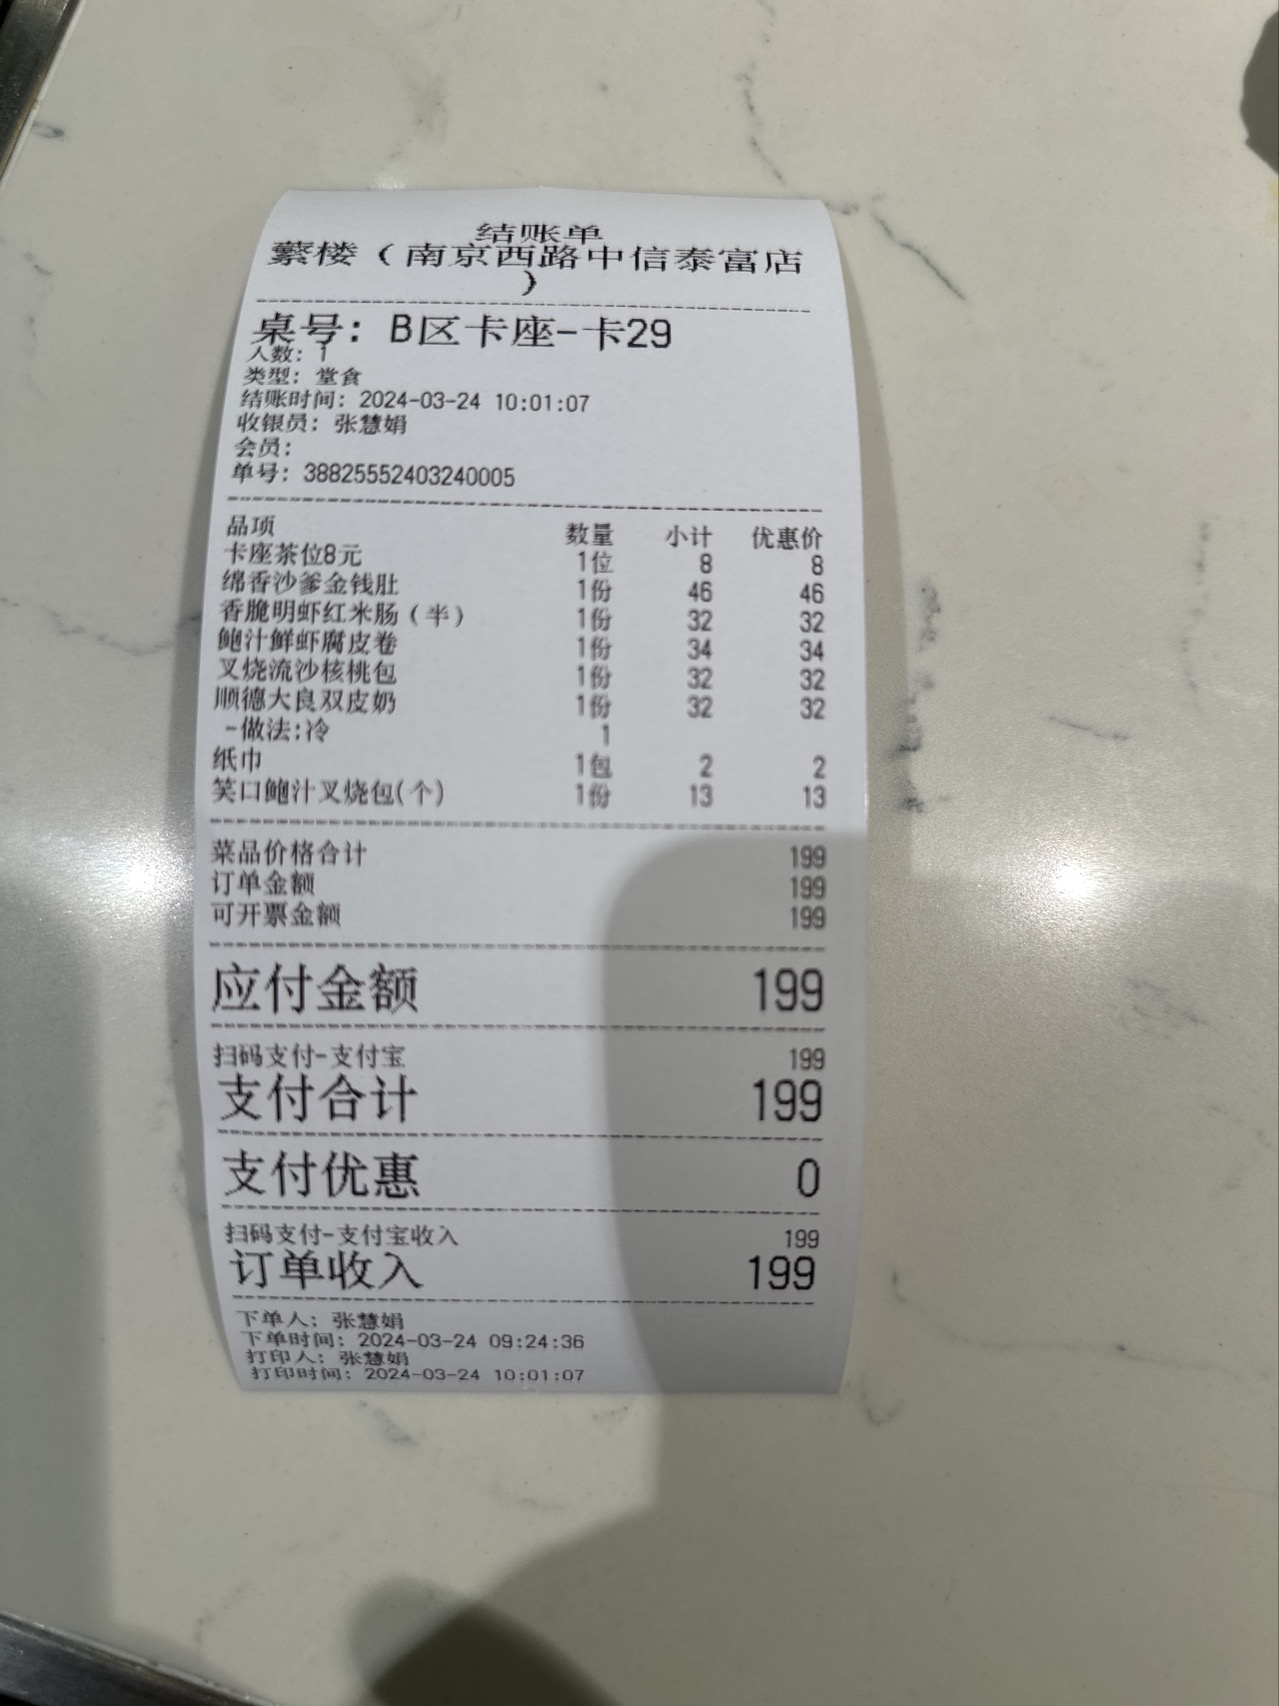 结账单
蘩楼（南京西路中信泰富店
）
桌号: B区卡座-卡29
人数: 1
类型: 堂食
结账时间: 2024-03-24 10:01:07
收银员: 张慧娟
会员:
单号: 38825552403240005
品项 数量 小计 优惠价
卡座茶位8元 1位 8 8
绵香沙爹金钱肚 1份 46 46
香脆明虾红米肠（半） 1份 32 32
鲍汁鲜虾腐皮卷 1份 34 34
叉烧流沙核桃包 1份 32 32
顺德大良双皮奶 1份 32 32
-做法:冷 1
纸巾 1包 2 2
笑口鲍汁叉烧包(个) 1份 13 13
菜品价格合计 199
订单金额 199
可开票金额 199
应付金额 199
扫码支付-支付宝 199
支付合计 199
支付优惠 0
扫码支付-支付宝收入 199
订单收入 199
下单人: 张慧娟
下单时间: 2024-03-24 09:24:36
打印人: 张慧娟
打印时间: 2024-03-24 10:01:07